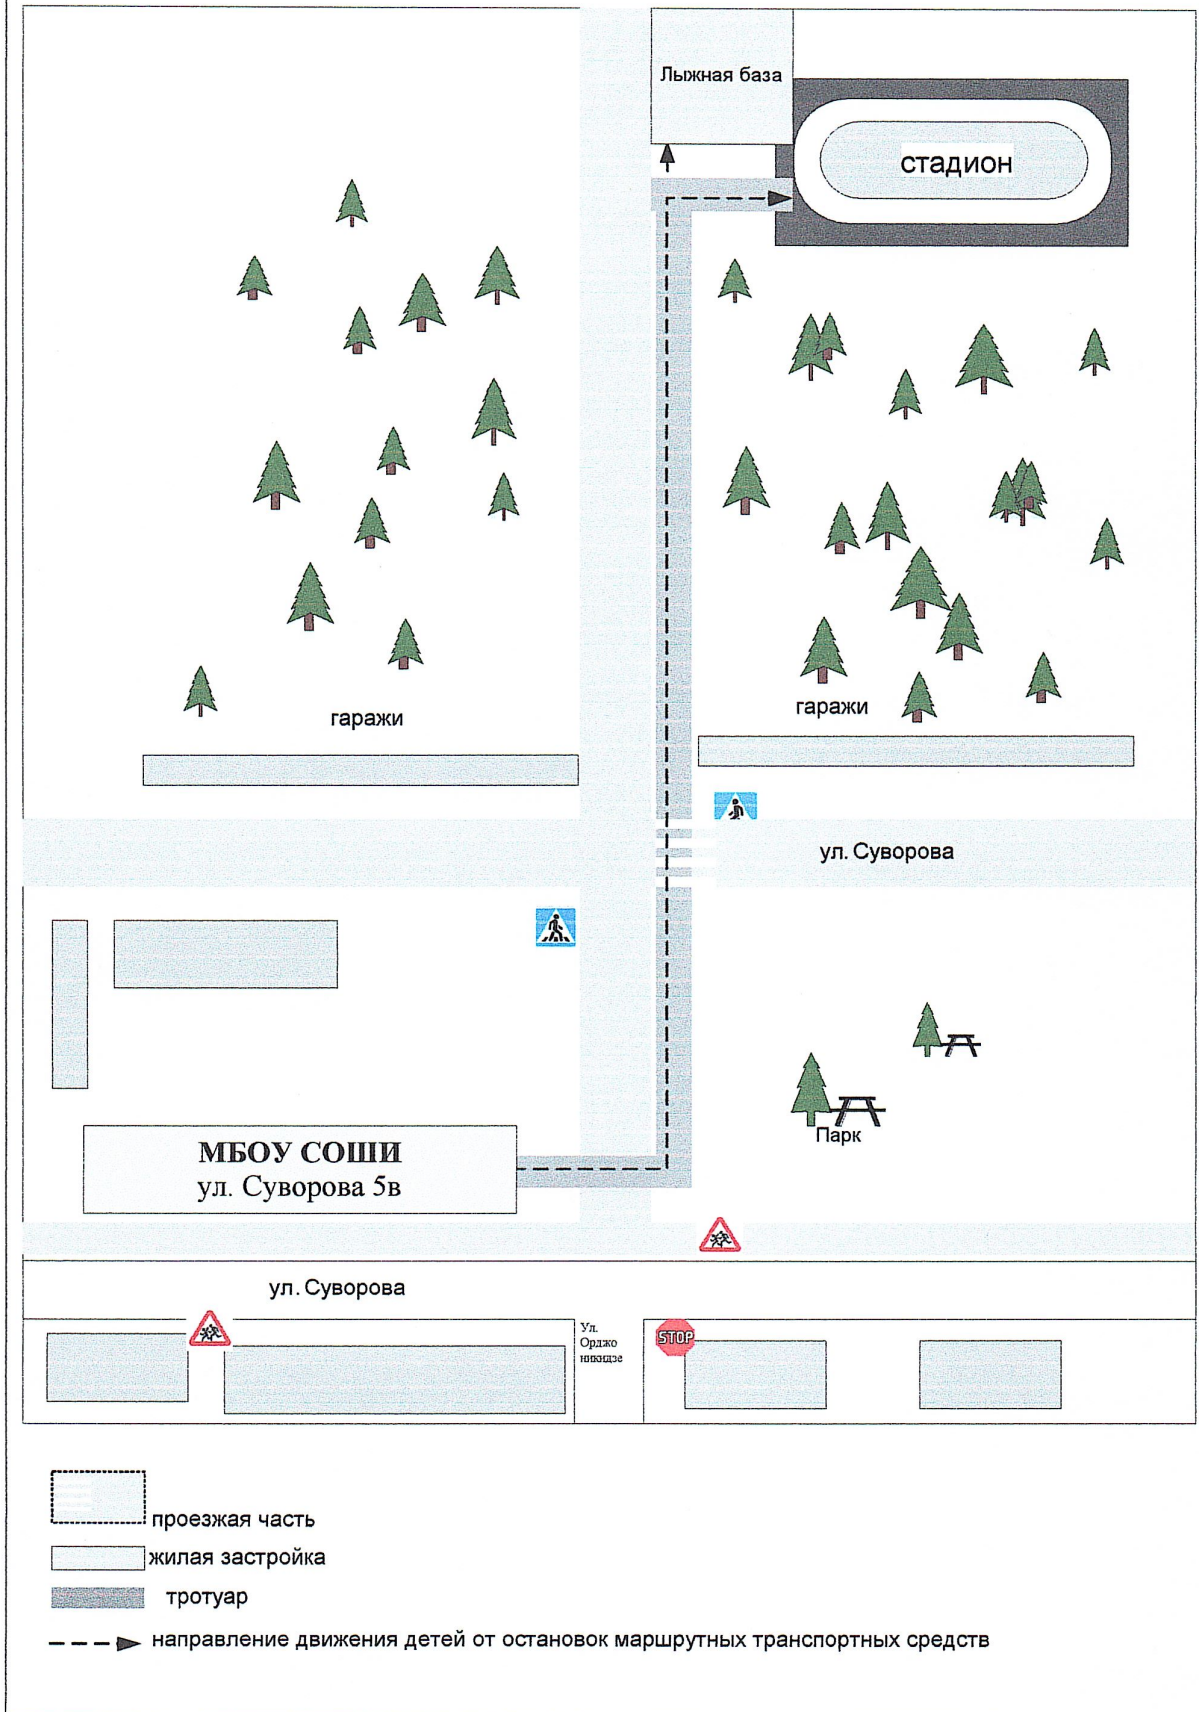 Лыжная база
стадион
гаражи
гаражи
ул. Суворова
Парк
МБОУ СОШИ
ул. Суворова 5в
ул. Суворова
Ул.
Орджо
никидзе
STOP
проезжая часть
жилая застройка
тротуар
направление движения детей от остановок маршрутных транспортных средств